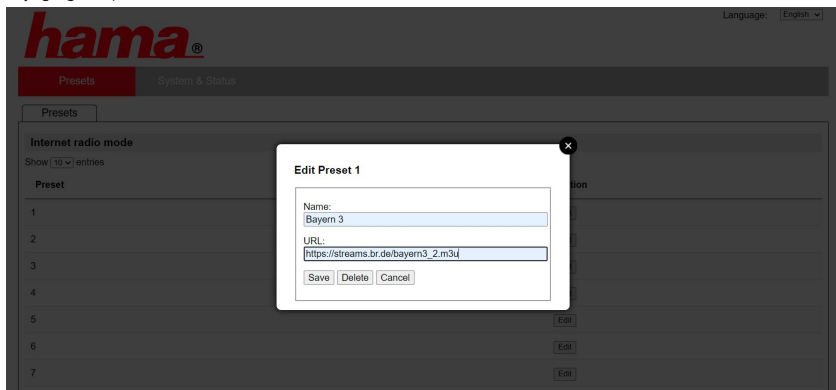 Language: English
hama®
Presets System & Status
Presets
Internet radio mode
Show 10 entries
Preset
Edit Preset 1
Name:
Bayern 3
URL:
https://streams.br.de/bayern3_2.m3u
Save Delete Cancel
1
2
3
4
5 Edit
6 Edit
7 Edit